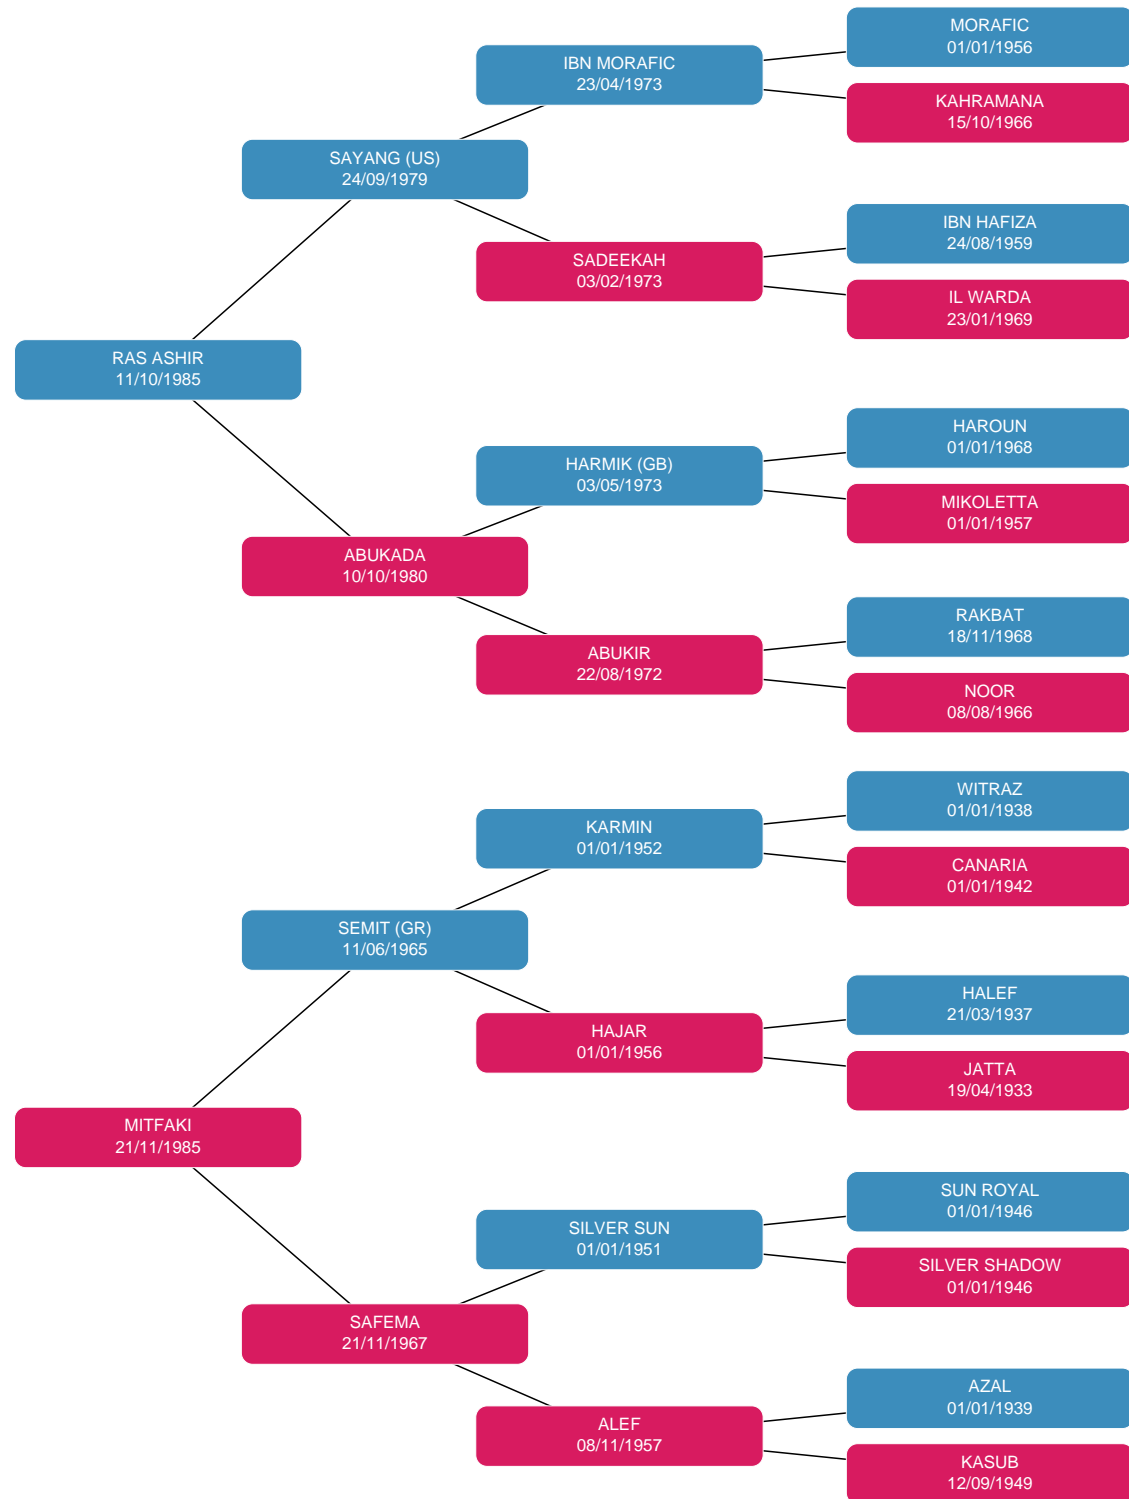 MORAFIC
01/01/1956
IBN MORAFIC
23/04/1973
KAHRAMANA
15/10/1966
SAYANG (US)
24/09/1979
IBN HAFIZA
24/08/1959
SADEEKAH
03/02/1973
IL WARDA
23/01/1969
RAS ASHIR
11/10/1985
HAROUN
01/01/1968
HARMIK (GB)
03/05/1973
MIKOLETTA
01/01/1957
ABUKADA
10/10/1980
RAKBAT
18/11/1968
ABUKIR
22/08/1972
NOOR
08/08/1966
WITRAZ
01/01/1938
KARMIN
01/01/1952
CANARIA
01/01/1942
SEMIT (GR)
11/06/1965
HALEF
21/03/1937
HAJAR
01/01/1956
JATTA
19/04/1933
MITFAKI
21/11/1985
SUN ROYAL
01/01/1946
SILVER SUN
01/01/1951
SILVER SHADOW
01/01/1946
SAFEMA
21/11/1967
AZAL
01/01/1939
ALEF
08/11/1957
KASUB
12/09/1949